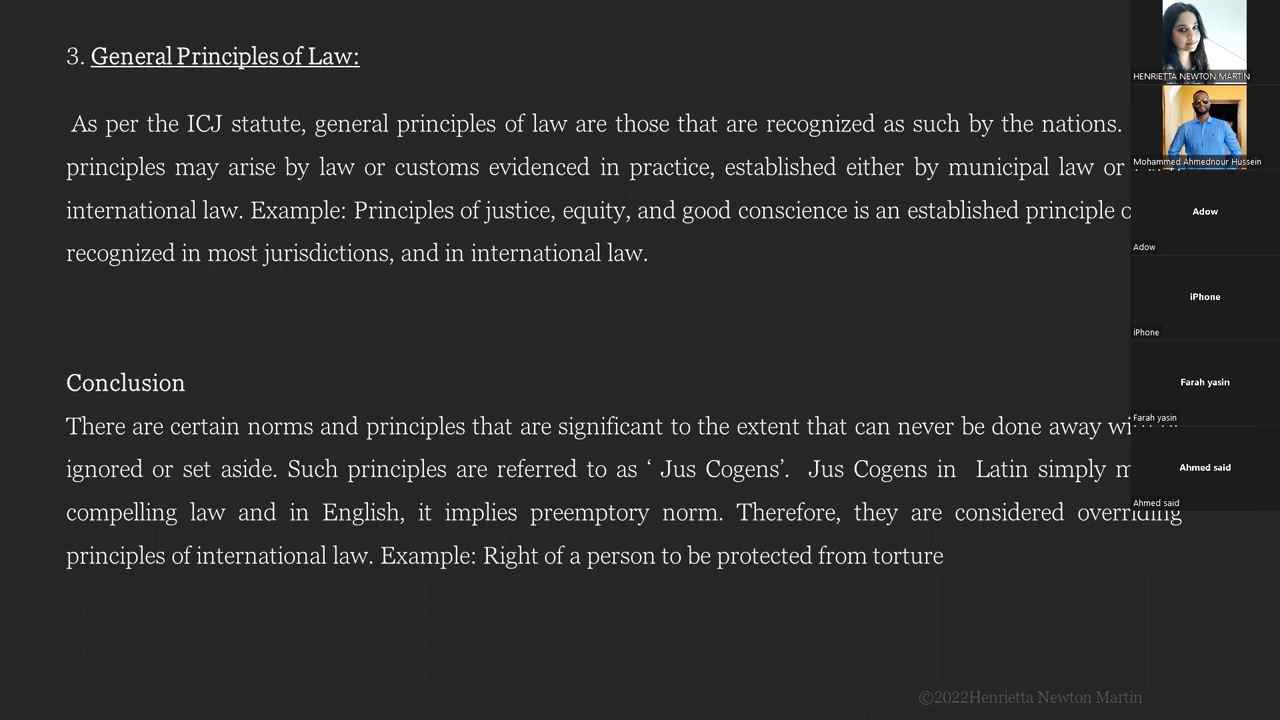 3. General Principles of Law:
As per the ICJ statute, general principles of law are those that are recognized as such by the nations.
principles may arise by law or customs evidenced in practice, established either by municipal law or
international law. Example: Principles of justice, equity, and good conscience is an established principle
recognized in most jurisdictions, and in international law.
Conclusion
There are certain norms and principles that are significant to the extent that can never be done away
ignored or set aside. Such principles are referred to as ‘ Jus Cogens’. Jus Cogens in Latin simply
compelling law and in English, it implies preemptory norm. Therefore, they are considered overriding
principles of international law. Example: Right of a person to be protected from torture
©2022Henrietta Newton Martin
HENRIETTA NEWTON MARTIN
Mohammed Ahmednour Hussein
Adow
Adow
iPhone
iPhone
Farah yasin
Farah yasin
Ahmed said
Ahmed said